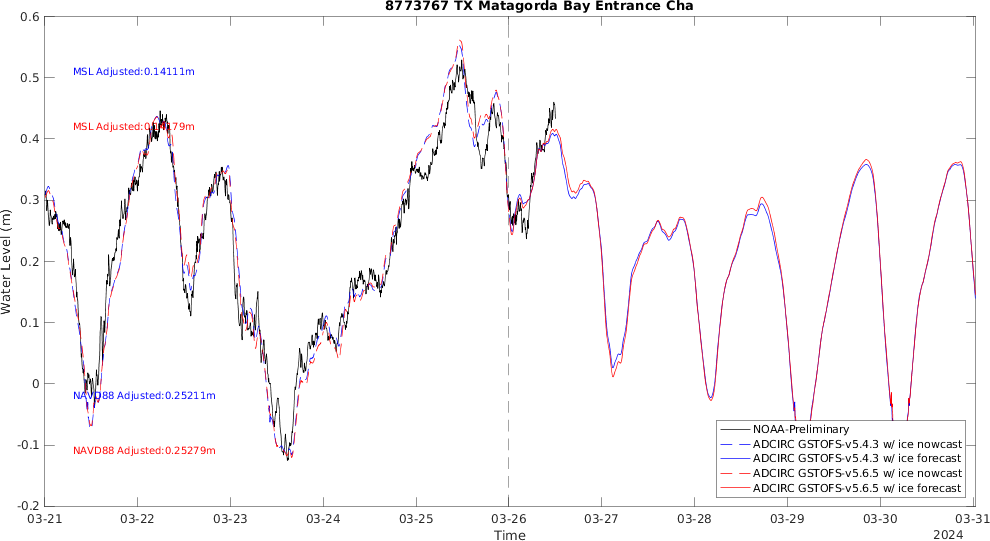 8773767 TX Matagorda Bay Entrance Cha
0.6
0.5
0.4
0.3
0.2
0.1
0
-0.1
-0.2
Water Level (m)
MSL Adjusted:0.14111m
MSL Adjusted:
NAVD88 Adjusted:0.25211m
NAVD88 Adjusted:0.25279m
NOAA-Preliminary
ADCIRC GSTOFS-v5.4.3 w/ ice nowcast
ADCIRC GSTOFS-v5.4.3 w/ ice forecast
ADCIRC GSTOFS-v5.6.5 w/ ice nowcast
ADCIRC GSTOFS-v5.6.5 w/ ice forecast
03-21 03-22 03-23 03-24 03-25 03-26 03-27 03-28 03-29 03-30 03-31
Time
2024